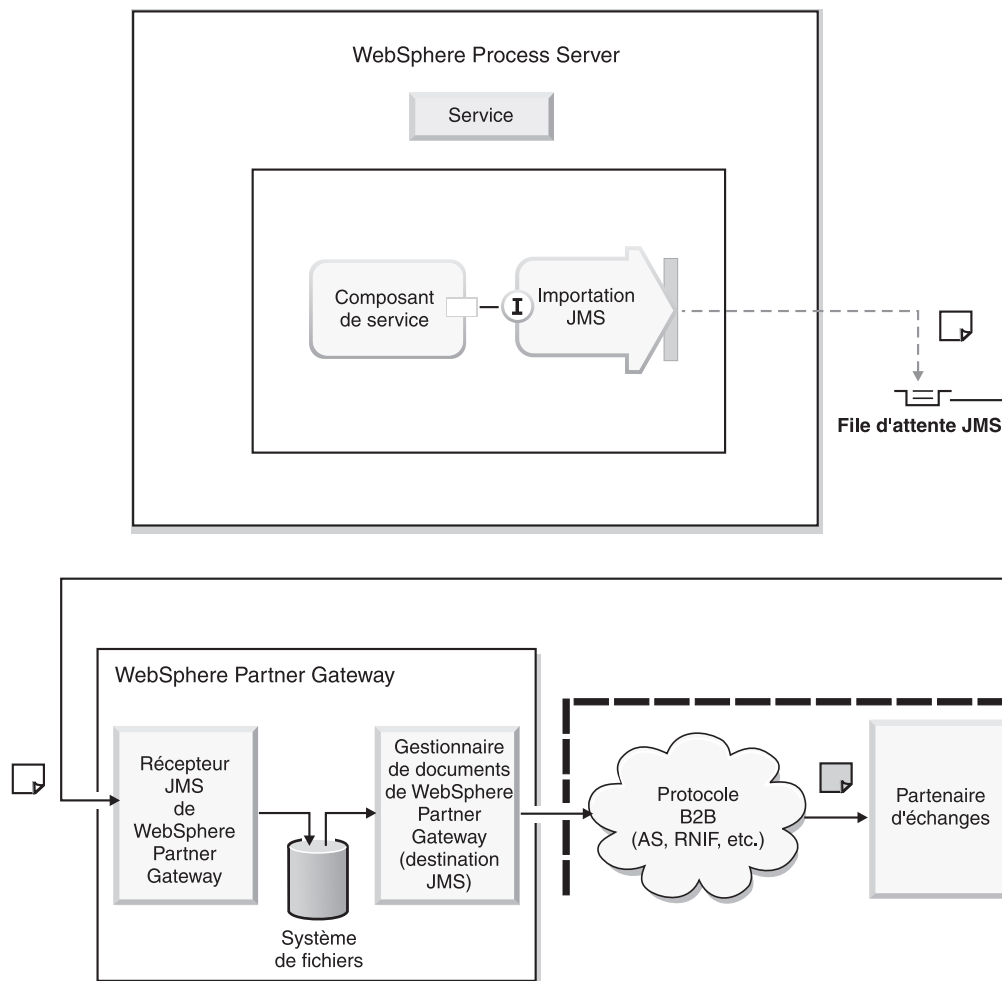 WebSphere Process Server
Service
Composant
de service
I
Importation
JMS
File d'attente JMS
WebSphere Partner Gateway
Récepteur
JMS
de
WebSphere
Partner
Gateway
Système
de fichiers
Gestionnaire
de documents
de WebSphere
Partner
Gateway
(destination
JMS)
Protocole
B2B
(AS, RNIF, etc.)
Partenaire
d'échanges